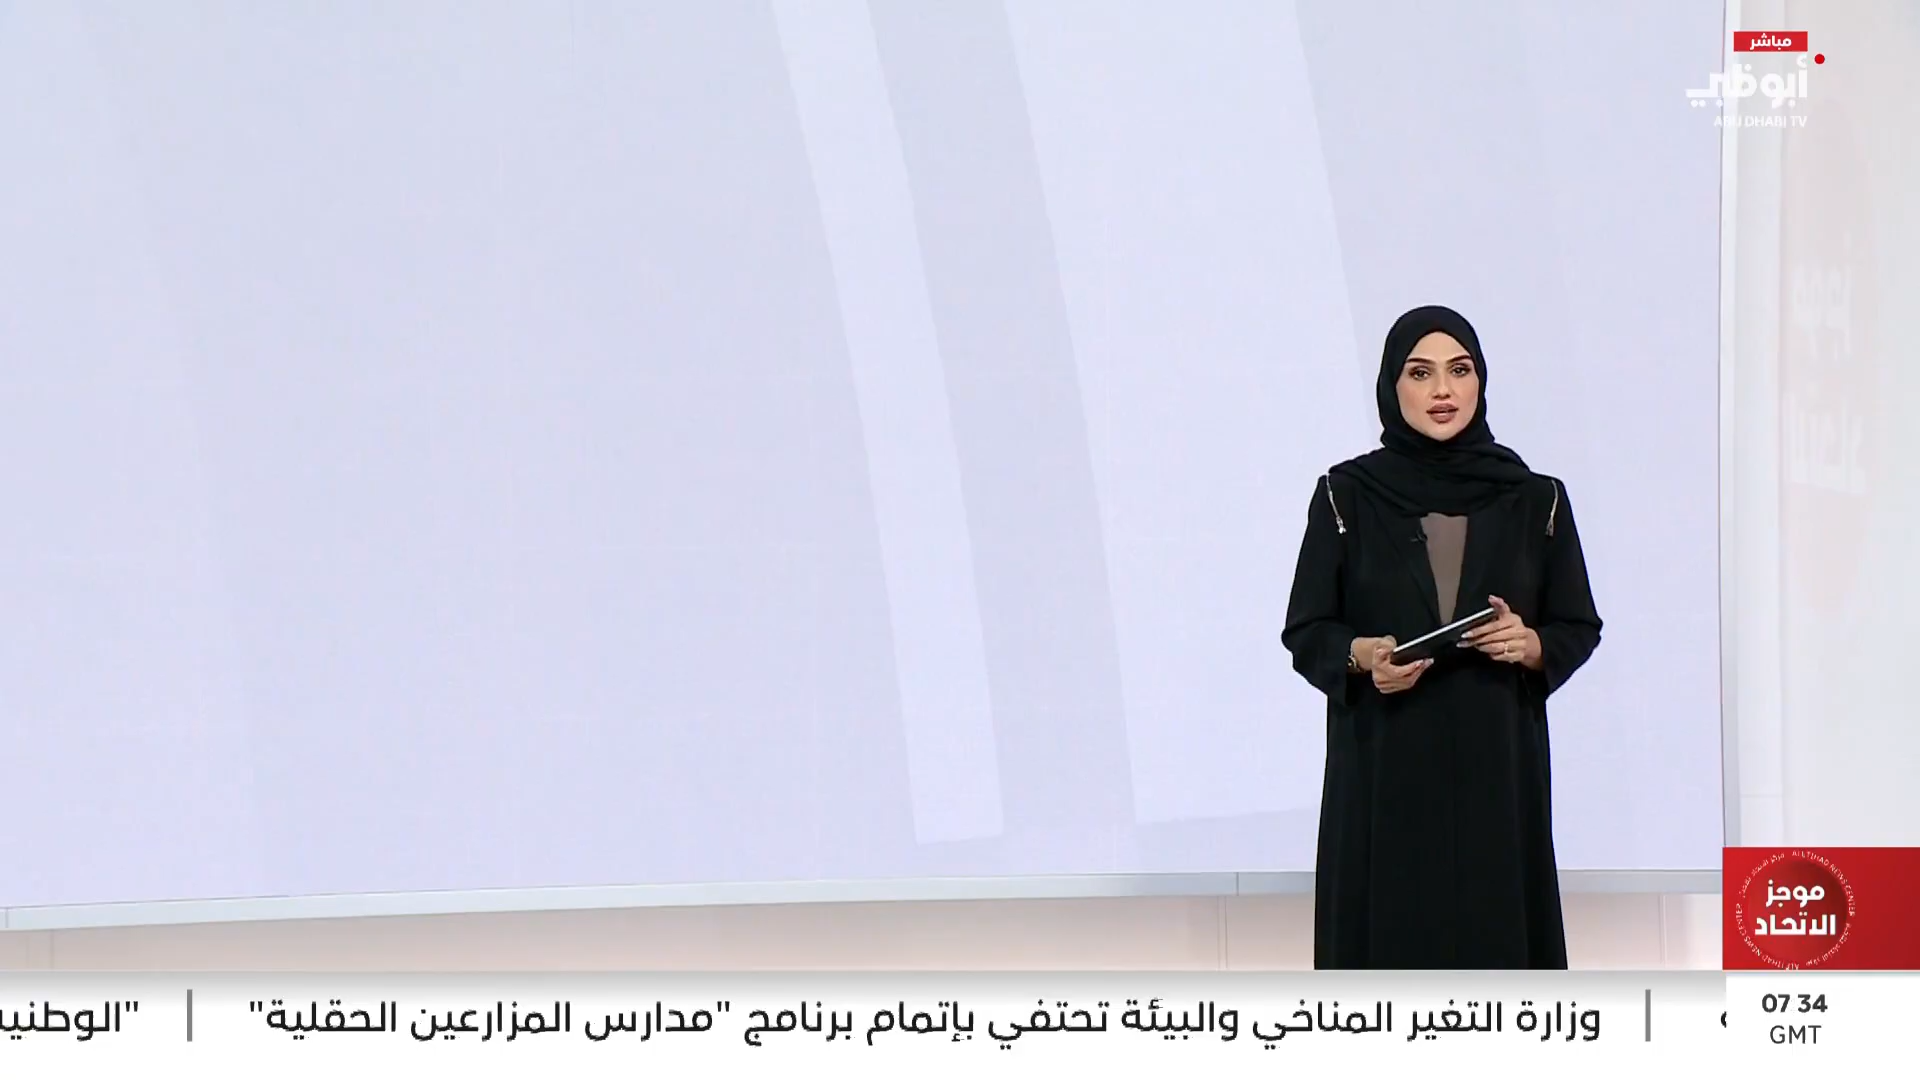 مباشر
أبوظبي
ABU DHABI TV
موجز
الاتحاد
وزارة التغير المناخي والبيئة تحتفي بإتمام برنامج "مدارس المزارعين الحقلية" | "الوطنية
07 34
GMT